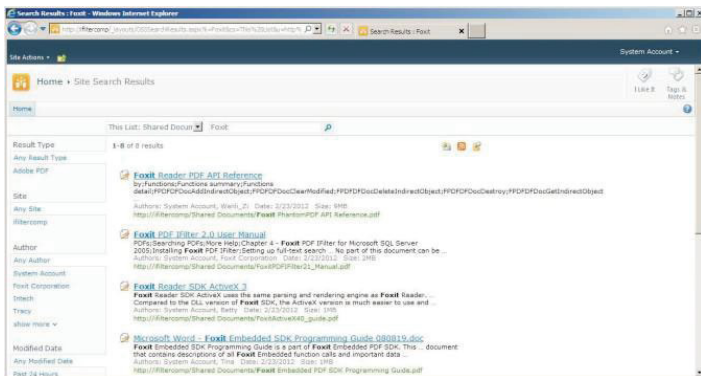 Search Results : Foxit - Windows Internet Explorer
Search Results : Foxit
Site Actions
System Account
Home › Site Search Results
I Like It
Tags & Notes
Home
This List: Shared Docum
Foxit
Result Type
Any Result Type
Adobe PDF
Site
Any Site
ifiltercomp
Author
Any Author
System Account
Foxit Corporation
Intech
Tracy
show more
Modified Date
Any Modified Date
Past 24 Hours
1-8 of 8 results
Foxit Reader PDF API Reference
by;Functions;Functions summary;Functions
detail;FPDFDFDocAddIndirectObject;FPDFDFDocClearModified;FPDFDFDocDeleteIndirectObject;FPDFDFDocDestroy;FPDFDFDocGetIndirectObject
Authors: System Account, Wanli_Zi Date: 2/23/2012 Size: 6MB
http://ifiltercomp/Shared Documents/Foxit PhantomPDF API Reference.pdf
Foxit PDF IFilter 2.0 User Manual
PDFs;Searching PDFs;More Help;Chapter 4 - Foxit PDF IFilter for Microsoft SQL Server
2005;Installing Foxit PDF IFilter;Setting up full-text search ... No part of this document can be ...
Authors: System Account, Foxit Corporation Date: 2/23/2012 Size: 2MB
http://ifiltercomp/Shared Documents/FoxitPDFIFilter21_Manual.pdf
Foxit Reader SDK ActiveX 3
Foxit Reader SDK ActiveX uses the same parsing and rendering engine as Foxit Reader. ...
Compared to the DLL version of Foxit SDK, the ActiveX version is much easier to use and ...
Authors: System Account, Betty Date: 2/23/2012 Size: 1MB
http://ifiltercomp/Shared Documents/FoxitActiveX40_guide.pdf
Microsoft Word - Foxit Embedded SDK Programming Guide 080819.doc
Foxit Embedded SDK Programming Guide is a part of Foxit Embedded PDF SDK. This ... document
that contains descriptions of all Foxit Embedded function calls and important data ...
Authors: System Account, Tina Date: 2/23/2012 Size: 1MB
http://ifiltercomp/Shared Documents/Foxit Embedded PDF SDK Programming Guide.pdf